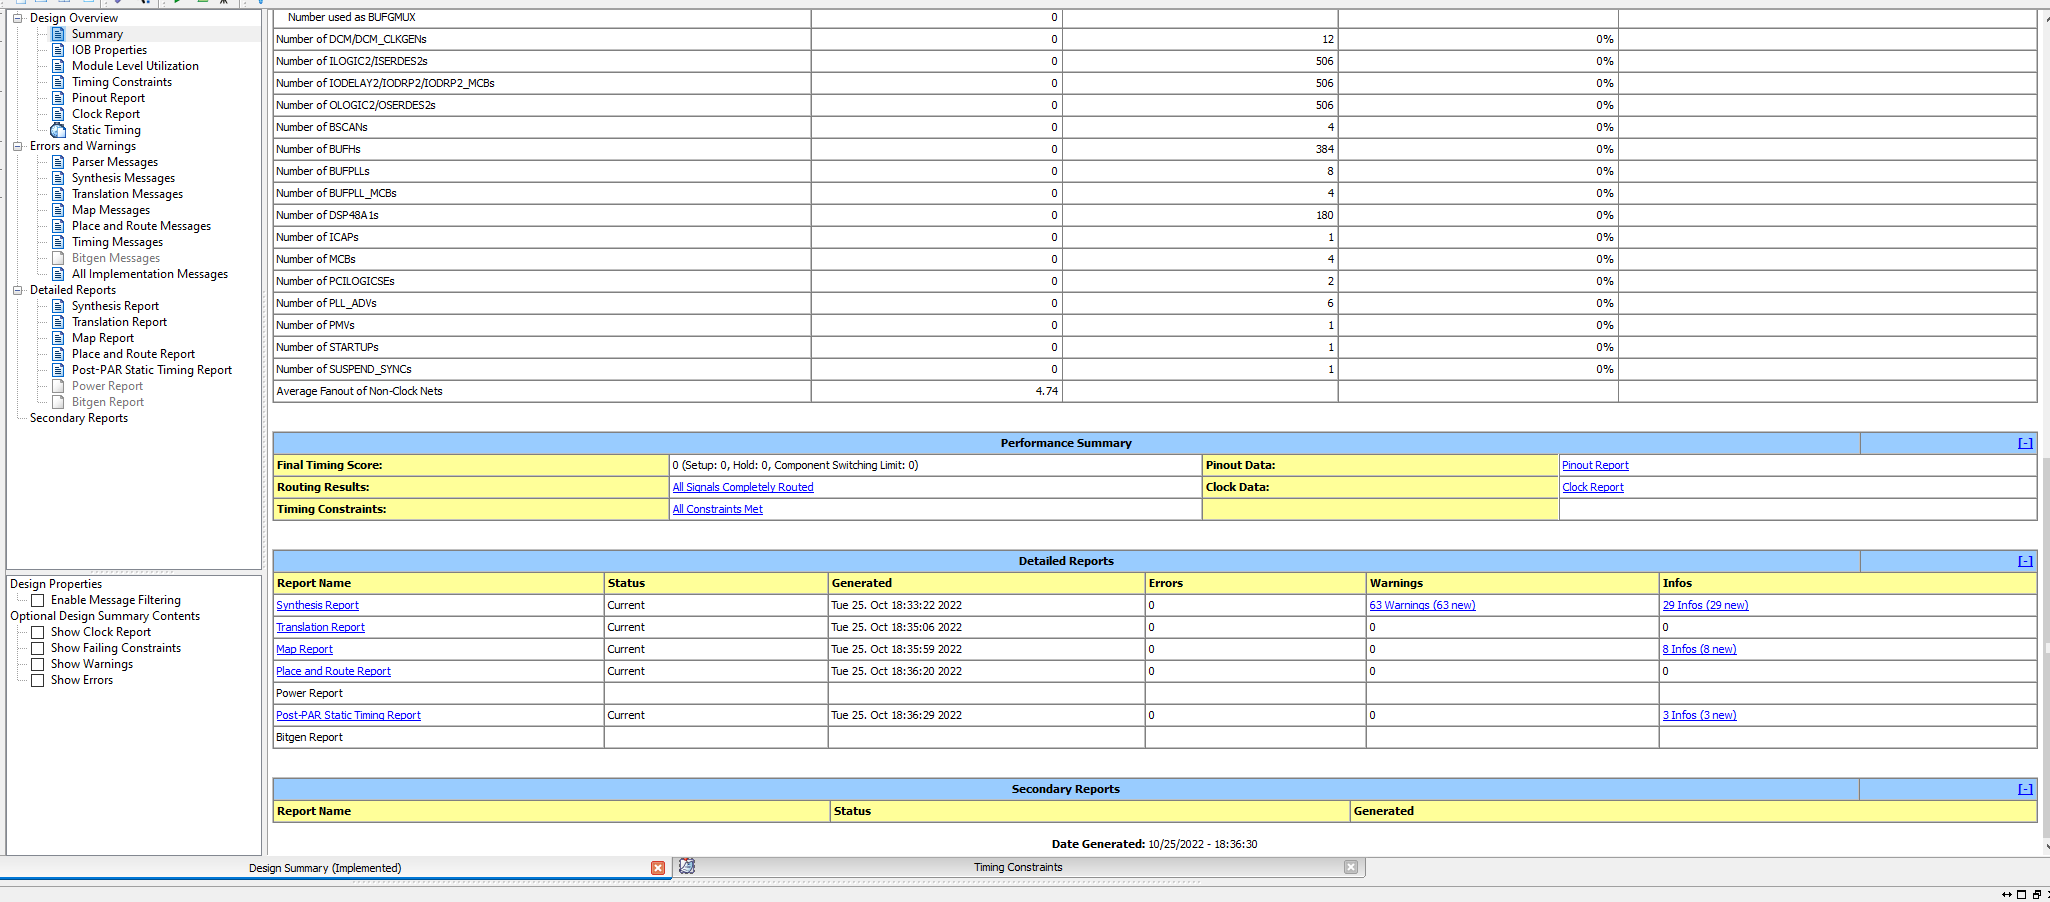 Design Overview
Summary
IOB Properties
Module Level Utilization
Timing Constraints
Pinout Report
Clock Report
Static Timing
Errors and Warnings
Parser Messages
Synthesis Messages
Translation Messages
Map Messages
Place and Route Messages
Timing Messages
Bitgen Messages
All Implementation Messages
Detailed Reports
Synthesis Report
Translation Report
Map Report
Place and Route Report
Post-PAR Static Timing Report
Power Report
Bitgen Report
Secondary Reports
Design Properties
Enable Message Filtering
Optional Design Summary Contents
Show Clock Report
Show Failing Constraints
Show Warnings
Show Errors
Number used as BUFGMUX 0
Number of DCM/DCM_CLKGENs 0 12 0%
Number of ILOGIC2/ISERDES2s 0 506 0%
Number of IODELAY2/IODRP2/IODRP2_MCBs 0 506 0%
Number of OLOGIC2/OSERDES2s 0 506 0%
Number of BSCANs 0 4 0%
Number of BUFHs 0 384 0%
Number of BUFPLLs 0 8 0%
Number of BUFPLL_MCBs 0 4 0%
Number of DSP48A1s 0 180 0%
Number of ICAPs 0 1 0%
Number of MCBs 0 4 0%
Number of PCILOGICSEs 0 2 0%
Number of PLL_ADVs 0 6 0%
Number of PMVs 0 1 0%
Number of STARTUPs 0 1 0%
Number of SUSPEND_SYNCs 0 1 0%
Average Fanout of Non-Clock Nets 4.74
Performance Summary [-]
Final Timing Score: 0 (Setup: 0, Hold: 0, Component Switching Limit: 0) Pinout Data: Pinout Report
Routing Results: All Signals Completely Routed Clock Data: Clock Report
Timing Constraints: All Constraints Met
Detailed Reports [-]
Report Name Status Generated Errors Warnings Infos
Synthesis Report Current Tue 25. Oct 18:33:22 2022 0 63 Warnings (63 new) 29 Infos (29 new)
Translation Report Current Tue 25. Oct 18:35:06 2022 0 0 0
Map Report Current Tue 25. Oct 18:35:59 2022 0 0 8 Infos (8 new)
Place and Route Report Current Tue 25. Oct 18:36:20 2022 0 0 0
Power Report
Post-PAR Static Timing Report Current Tue 25. Oct 18:36:29 2022 0 0 3 Infos (3 new)
Bitgen Report
Secondary Reports [-]
Report Name Status Generated
Date Generated: 10/25/2022 - 18:36:30
Design Summary (Implemented) Timing Constraints